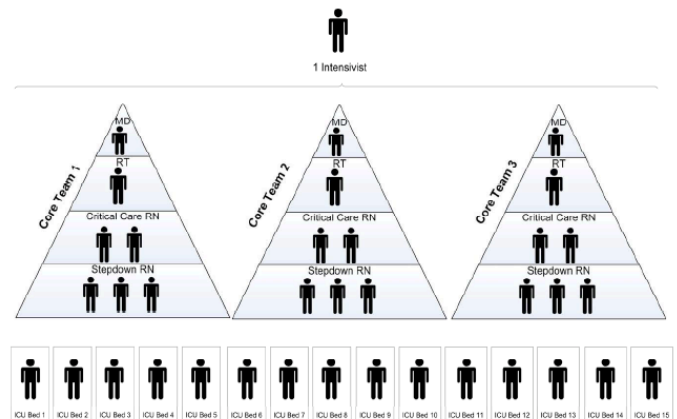 1 Intensivist
Core Team 1
MD
RT
Critical Care RN
Stepdown RN
Core Team 2
MD
RT
Critical Care RN
Stepdown RN
Core Team 3
MD
RT
Critical Care RN
Stepdown RN
ICU Bed 1
ICU Bed 2
ICU Bed 3
ICU Bed 4
ICU Bed 5
ICU Bed 6
ICU Bed 7
ICU Bed 8
ICU Bed 9
ICU Bed 10
ICU Bed 11
ICU Bed 12
ICU Bed 13
ICU Bed 14
ICU Bed 15